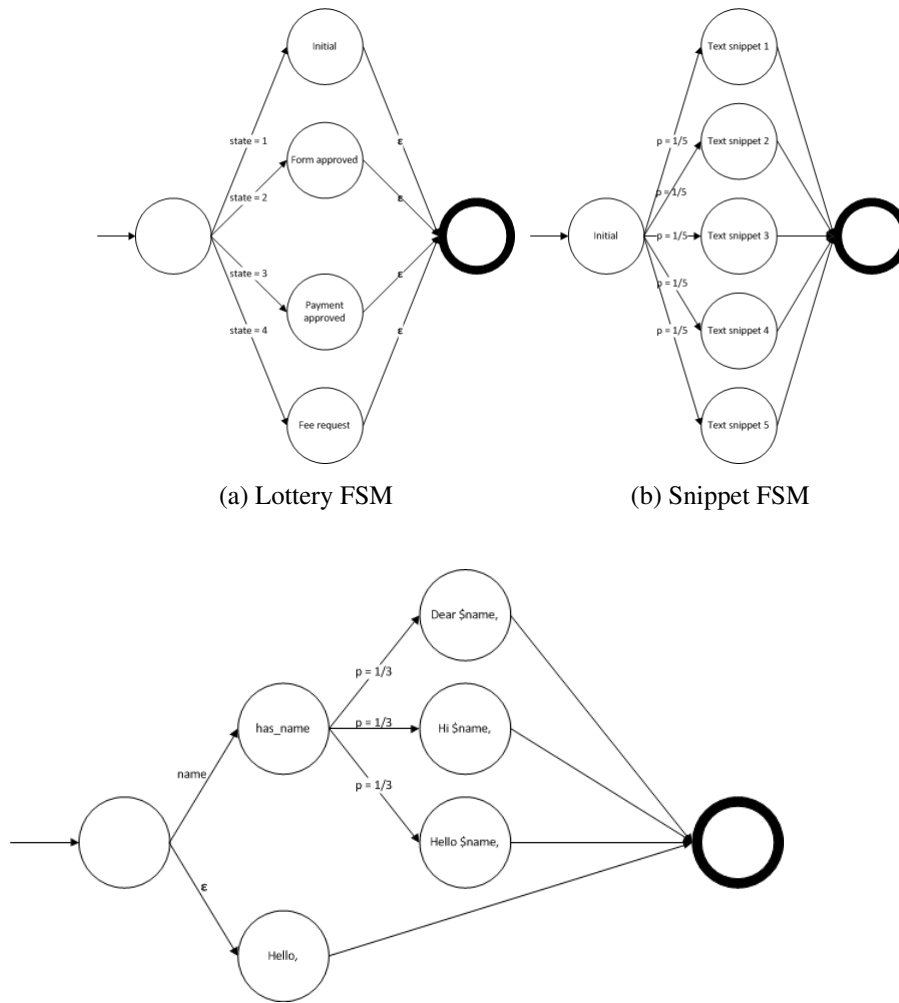 Initial
state = 1
ε
Form approved
state = 2
ε
state = 3
ε
Payment
approved
state = 4
ε
Fee request
(a) Lottery FSM
Text snippet 1
p = 1/5
Text snippet 2
p = 1/5
Initial
p = 1/5
Text snippet 3
p = 1/5
Text snippet 4
p = 1/5
Text snippet 5
(b) Snippet FSM
Dear $name,
p = 1/3
has_name
p = 1/3
Hi $name,
name
p = 1/3
Hello $name,
ε
Hello,